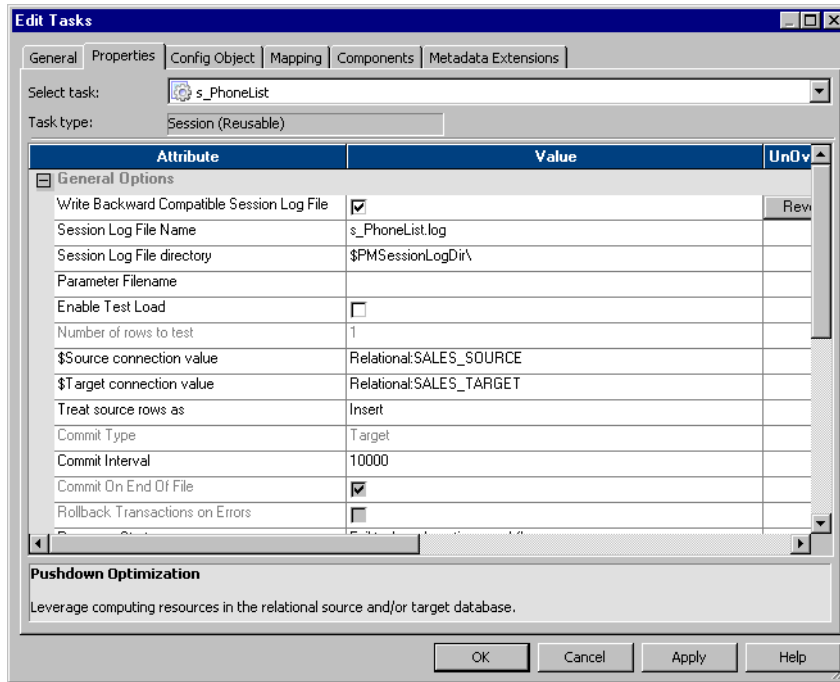 Edit Tasks
General Properties Config Object Mapping Components Metadata Extensions
Select task: s_PhoneList
Task type: Session (Reusable)
Attribute Value UnOv
General Options
Write Backward Compatible Session Log File Reve
Session Log File Name s_PhoneList.log
Session Log File directory $PMSessionLogDir\
Parameter Filename
Enable Test Load
Number of rows to test 1
$Source connection value Relational:SALES_SOURCE
$Target connection value Relational:SALES_TARGET
Treat source rows as Insert
Commit Type Target
Commit Interval 10000
Commit On End Of File
Rollback Transactions on Errors
Pushdown Optimization
Leverage computing resources in the relational source and/or target database.
OK Cancel Apply Help